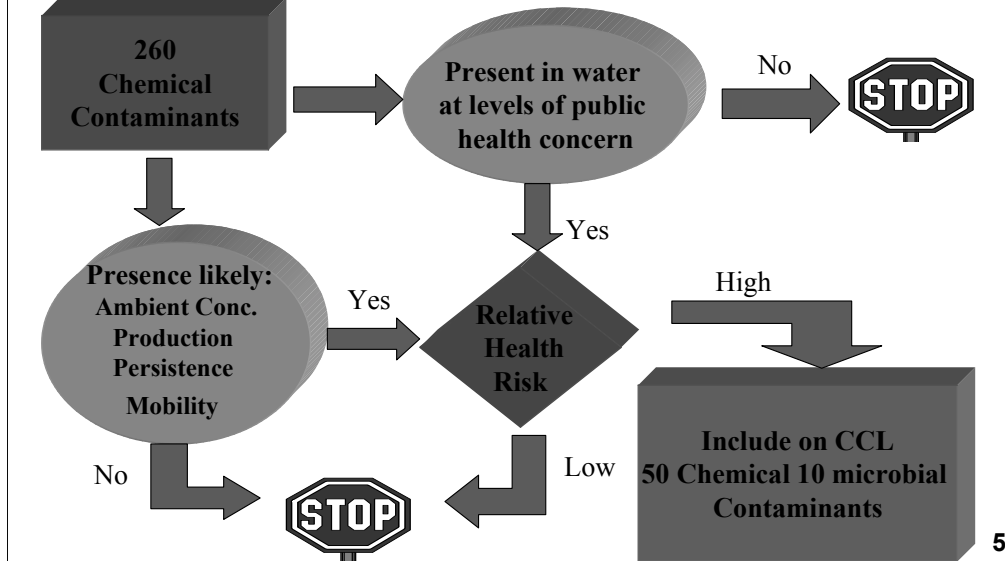 260
Chemical
Contaminants
Present in water
at levels of public
health concern
No
STOP
Yes
Presence likely:
Ambient Conc.
Production
Persistence
Mobility
Yes
Relative
Health
Risk
High
Include on CCL
50 Chemical 10 microbial
Contaminants
No
STOP
Low
5